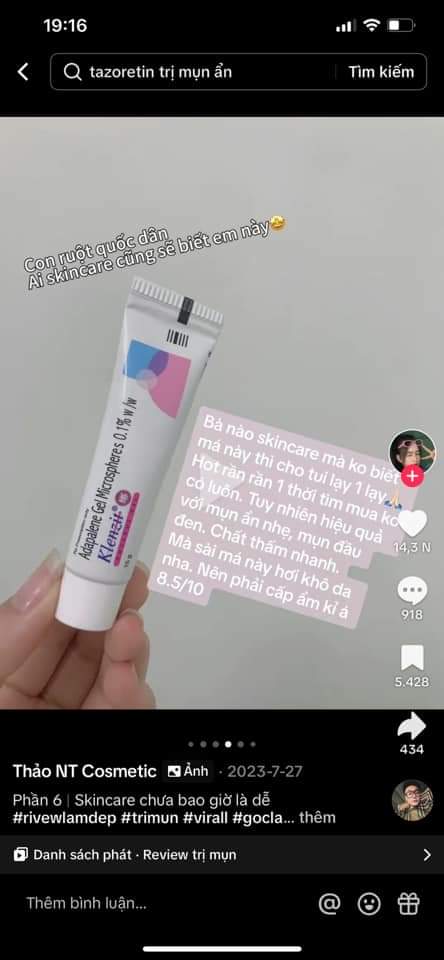 19:16
tazoretin trị mụn ẩn
Tìm kiếm
Con ruột quốc dân
Ai skincare cũng sẽ biết em này🤩
Adapalene Gel Microspheres 0.1% w/w
Klenzit MS
15 g
Bà nào skincare mà ko biết
má này thì cho tui lạy 1 lạy🙏
Hot rần rần 1 thời tìm mua ko
có luôn. Tuy nhiên hiệu quả
với mụn ẩn nhẹ, mụn đầu
đen. Chất thấm nhanh.
Mà sài má này hơi khô da
nha. Nên phải cấp ẩm kĩ á
8.5/10
14,3 N
918
5.428
434
Thảo NT Cosmetic Ảnh · 2023-7-27
Phần 6 | Skincare chưa bao giờ là dễ
#rivewlamdep #trimun #virall #gocla... thêm
Danh sách phát · Review trị mụn
Thêm bình luận...